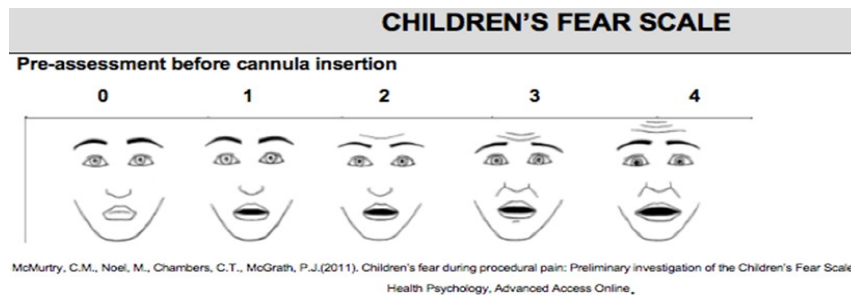 CHILDREN'S FEAR SCALE
Pre-assessment before cannula insertion
0 1 2 3 4
McMurtry, C.M., Noel, M., Chambers, C.T., McGrath, P.J.(2011). Children's fear during procedural pain: Preliminary investigation of the Children's Fear Scale
Health Psychology, Advanced Access Online.